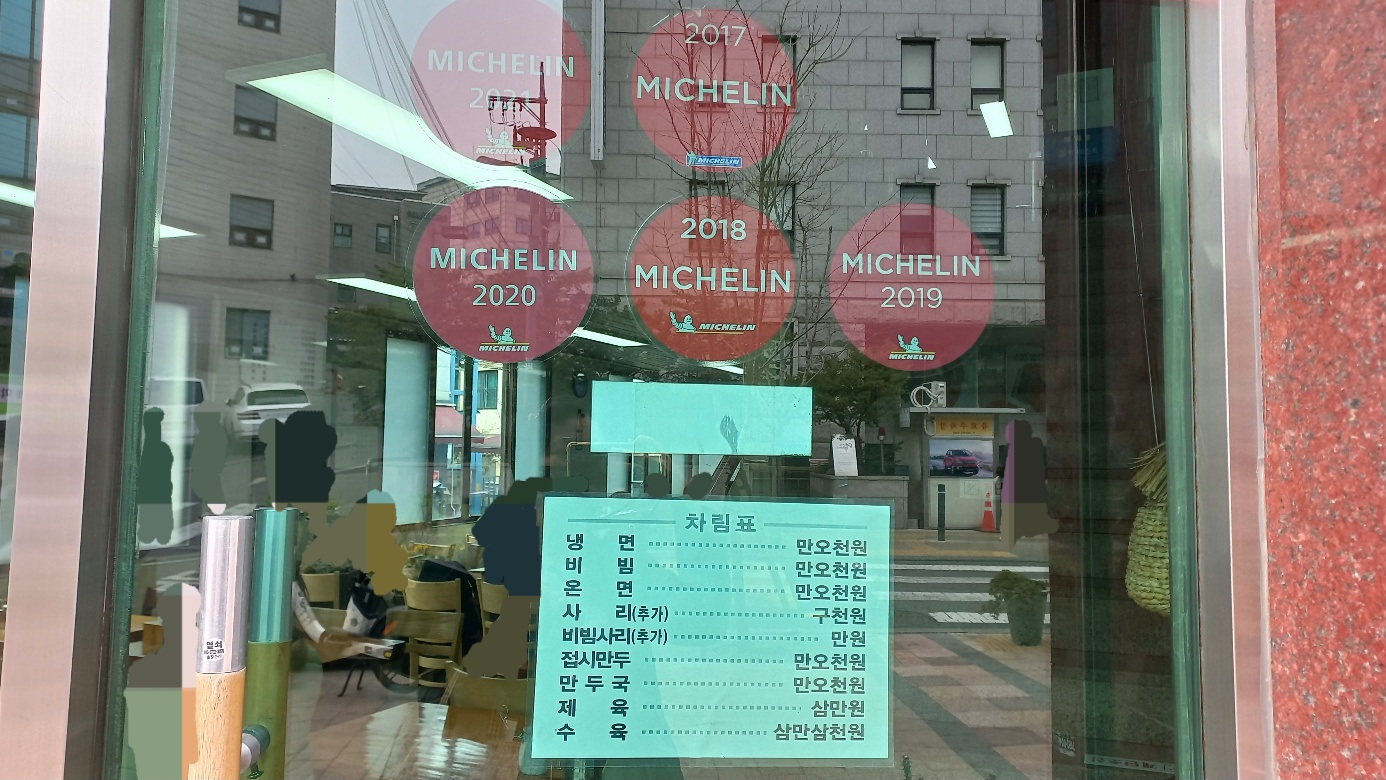 MICHELIN
2021
MICHELIN
2017
MICHELIN
MICHELIN
MICHELIN
2020
MICHELIN
2018
MICHELIN
MICHELIN
MICHELIN
2019
MICHELIN
차림표
냉 면 만오천원
비 빔 만오천원
온 면 만오천원
사 리(추가) 구천원
비빔사리(추가) 만원
접시만두 만오천원
만 두 국 만오천원
제 육 삼만원
수 육 삼만삼천원
열쇠